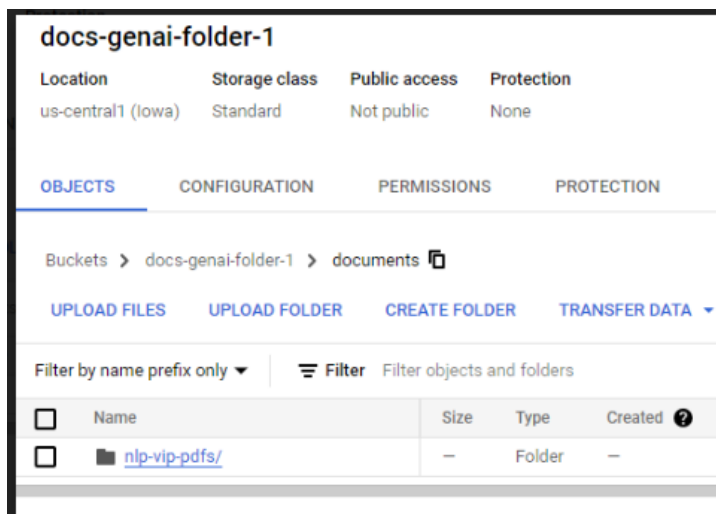 docs-genai-folder-1
Location Storage class Public access Protection
us-central1 (Iowa) Standard Not public None
OBJECTS CONFIGURATION PERMISSIONS PROTECTION
Buckets > docs-genai-folder-1 > documents
UPLOAD FILES UPLOAD FOLDER CREATE FOLDER TRANSFER DATA
Filter by name prefix only Filter Filter objects and folders
Name Size Type Created ?
nlp-vip-pdfs/ — Folder —